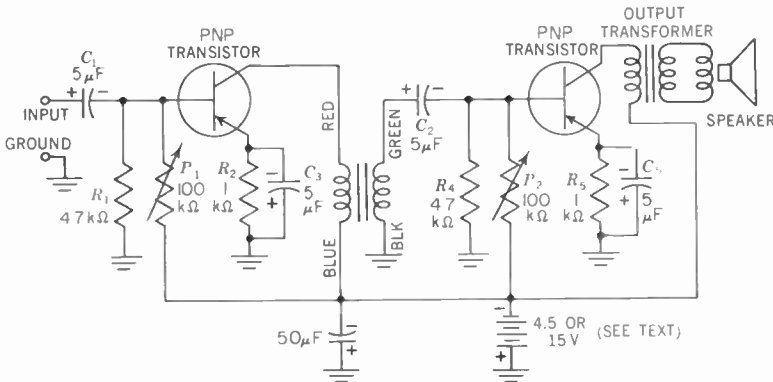 PNP
TRANSISTOR
C1
5µF
+ −
INPUT
GROUND
R1
47kΩ
P1
100
kΩ
R2
1
kΩ
C3
5
µF
−
+
RED
BLUE
GREEN
BLK
+ −
C2
5µF
R4
47
kΩ
P2
100
kΩ
PNP
TRANSISTOR
R5
1
kΩ
−
+
5
µF
OUTPUT
TRANSFORMER
SPEAKER
50µF
−
+
−
+
4.5 OR
15V
(SEE TEXT)